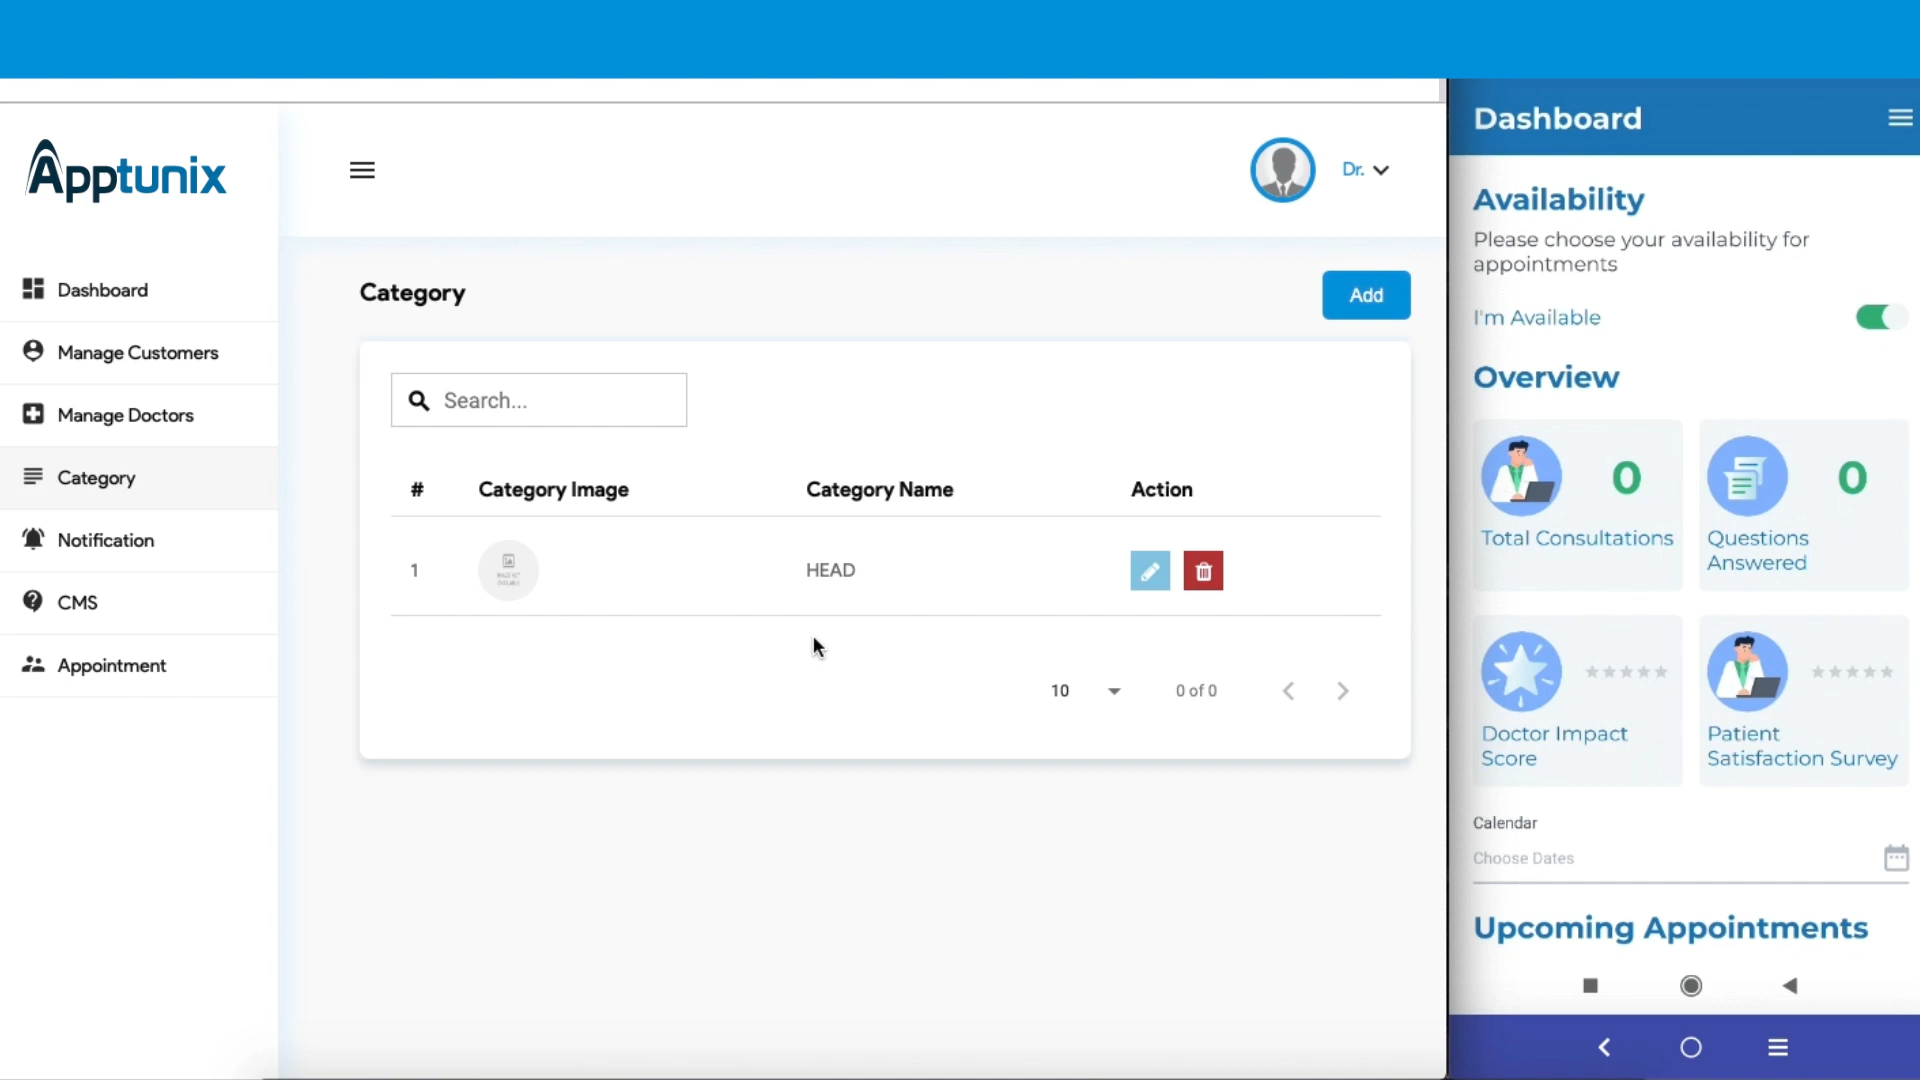 Apptunix
Dashboard
Manage Customers
Manage Doctors
Category
Notification
CMS
Appointment
Dr.
Category
Add
Search...
# Category Image Category Name Action
1 HEAD
10 0 of 0
Dashboard
Availability
Please choose your availability for
appointments
I'm Available
Overview
0
Total Consultations
0
Questions
Answered
Doctor Impact
Score
Patient
Satisfaction Survey
Calendar
Choose Dates
Upcoming Appointments